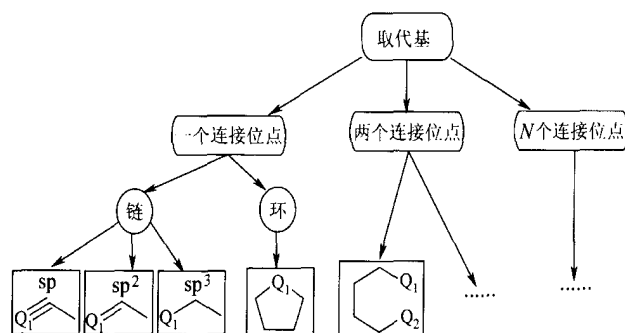 取代基
一个连接位点
两个连接位点
N个连接位点
链
环
sp
Q₁
sp²
Q₁
sp³
Q₁
Q₁
Q₁
Q₂
……
……